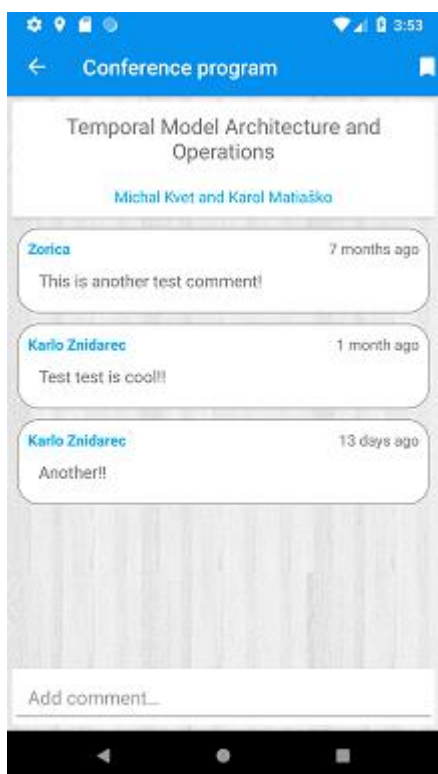 3:53
Conference program
Temporal Model Architecture and
Operations
Michal Kvet and Karol Matiaško
Zorica 7 months ago
This is another test comment!
Karlo Znidarec 1 month ago
Test test is cool!!
Karlo Znidarec 13 days ago
Another!!
Add comment...